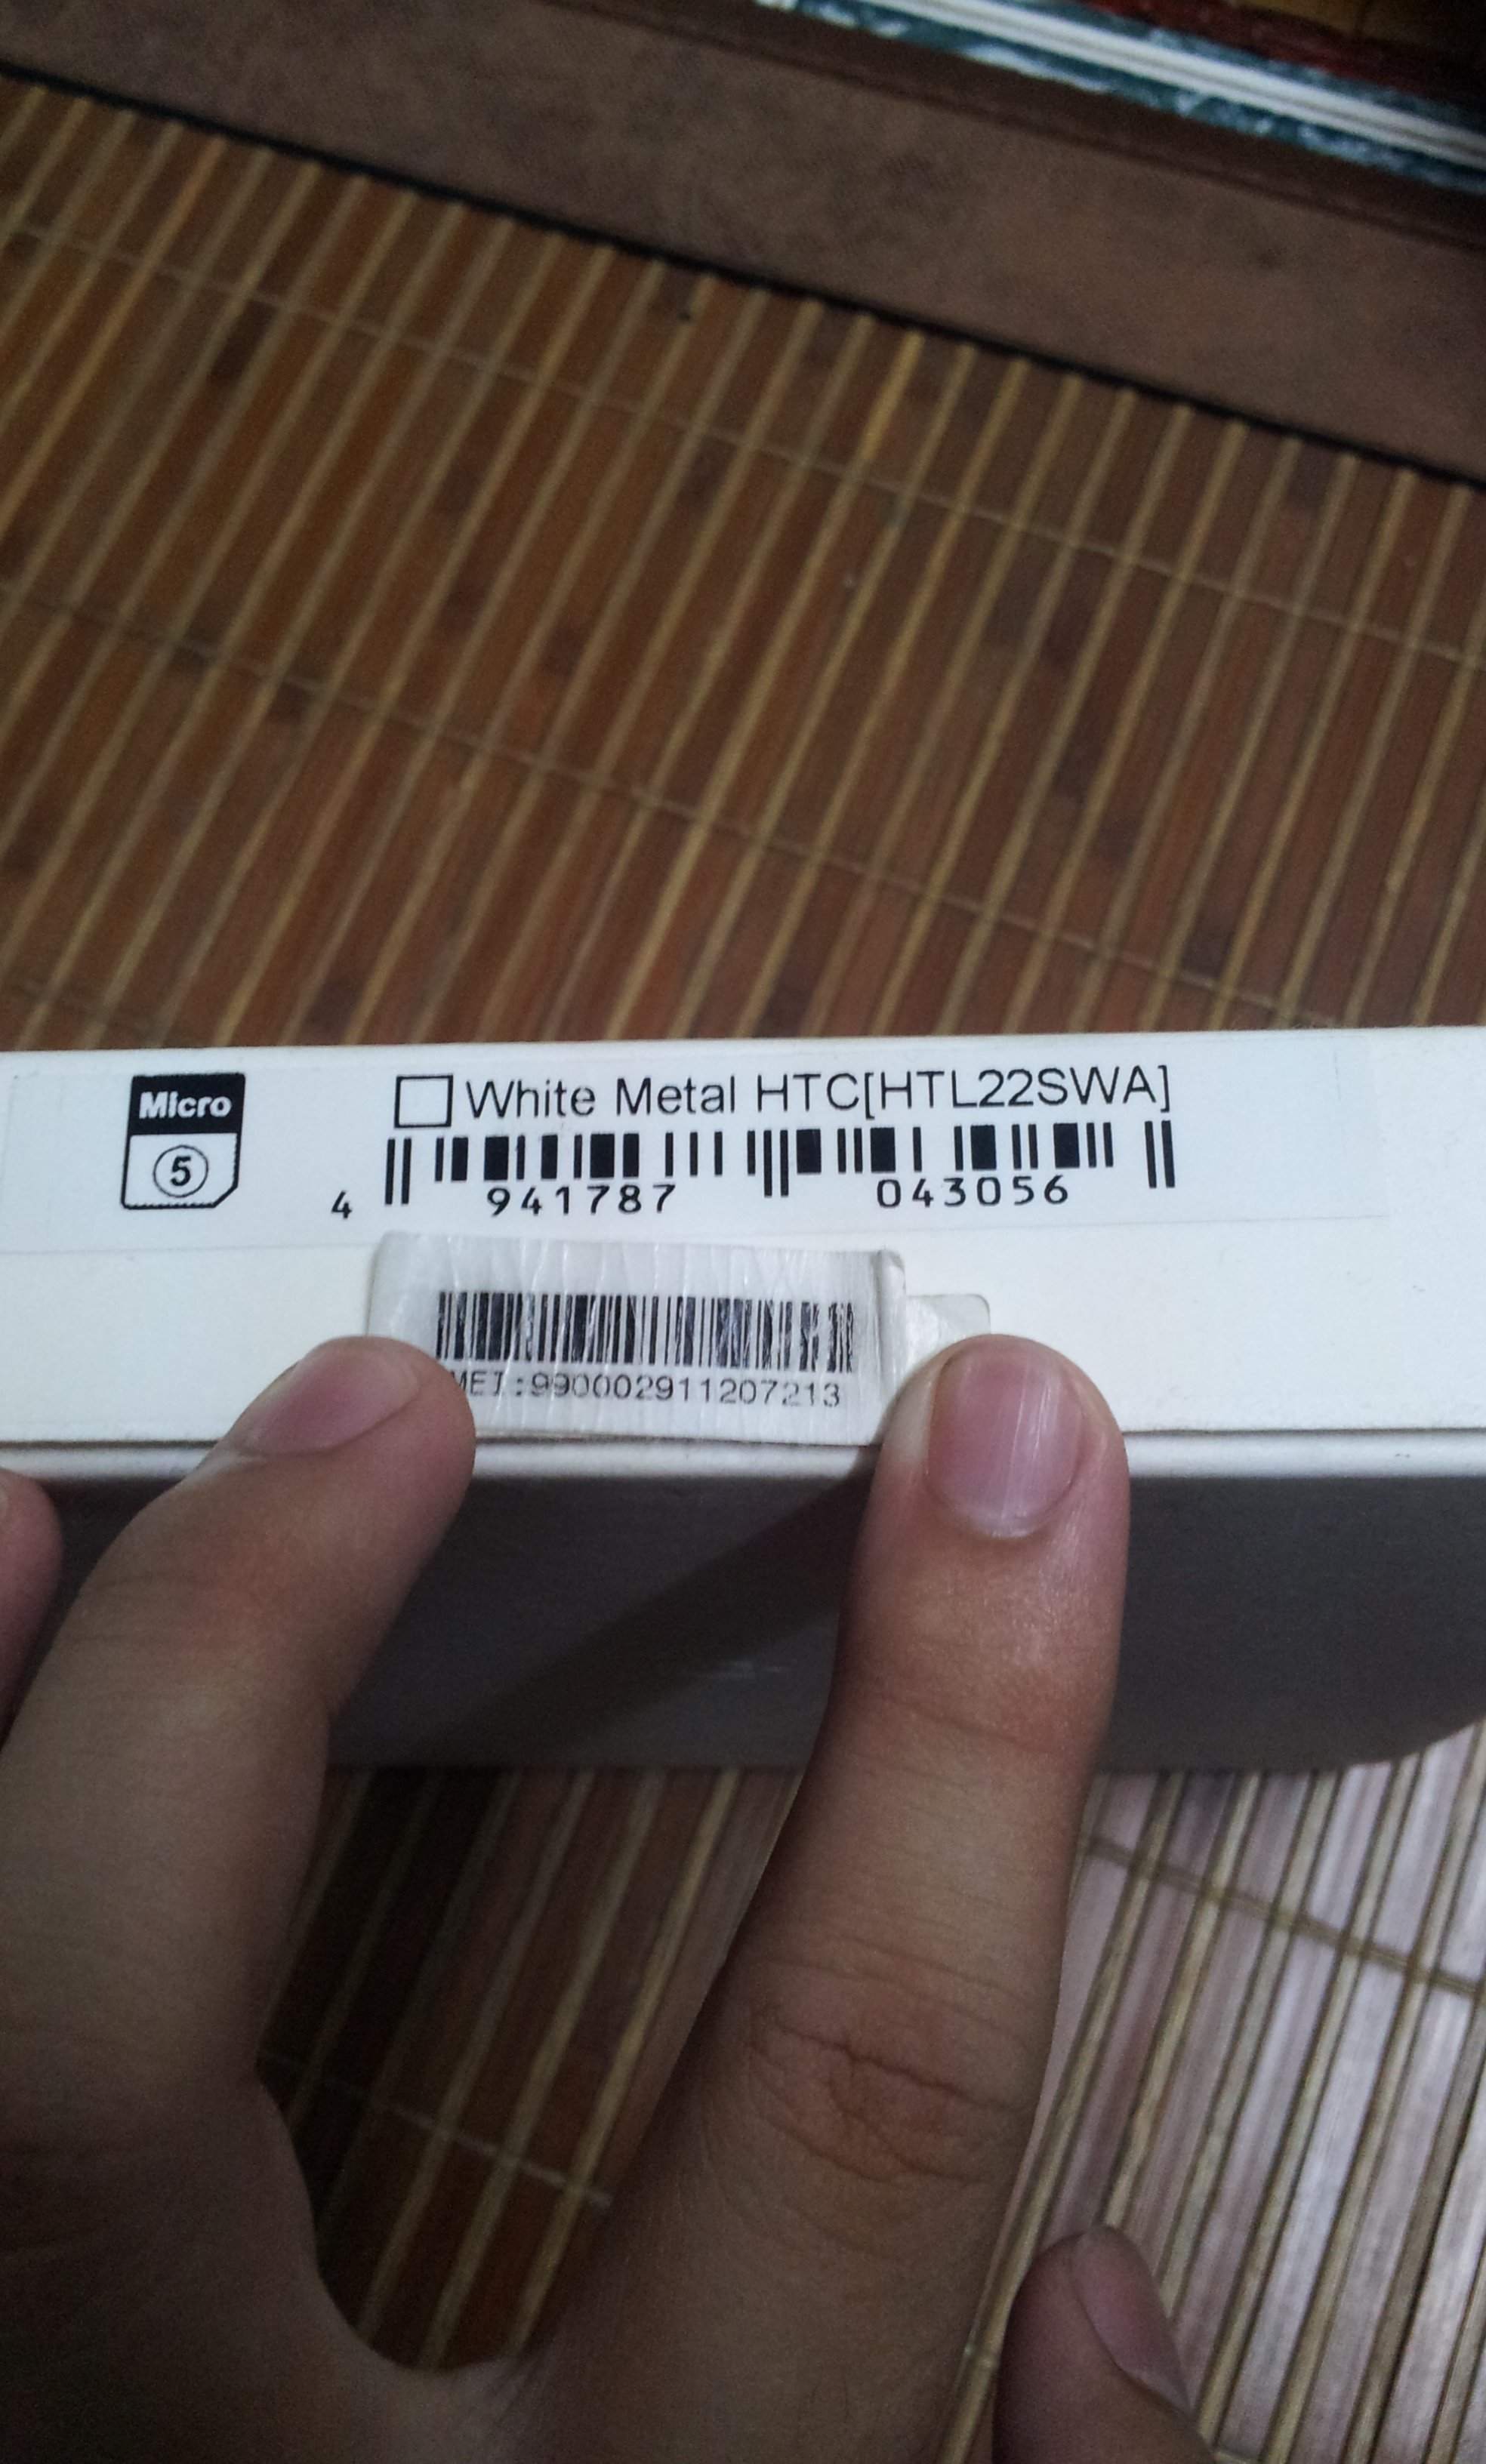 Micro
5
White Metal HTC[HTL22SWA]
4 941787 043056
MEI:990002911207213